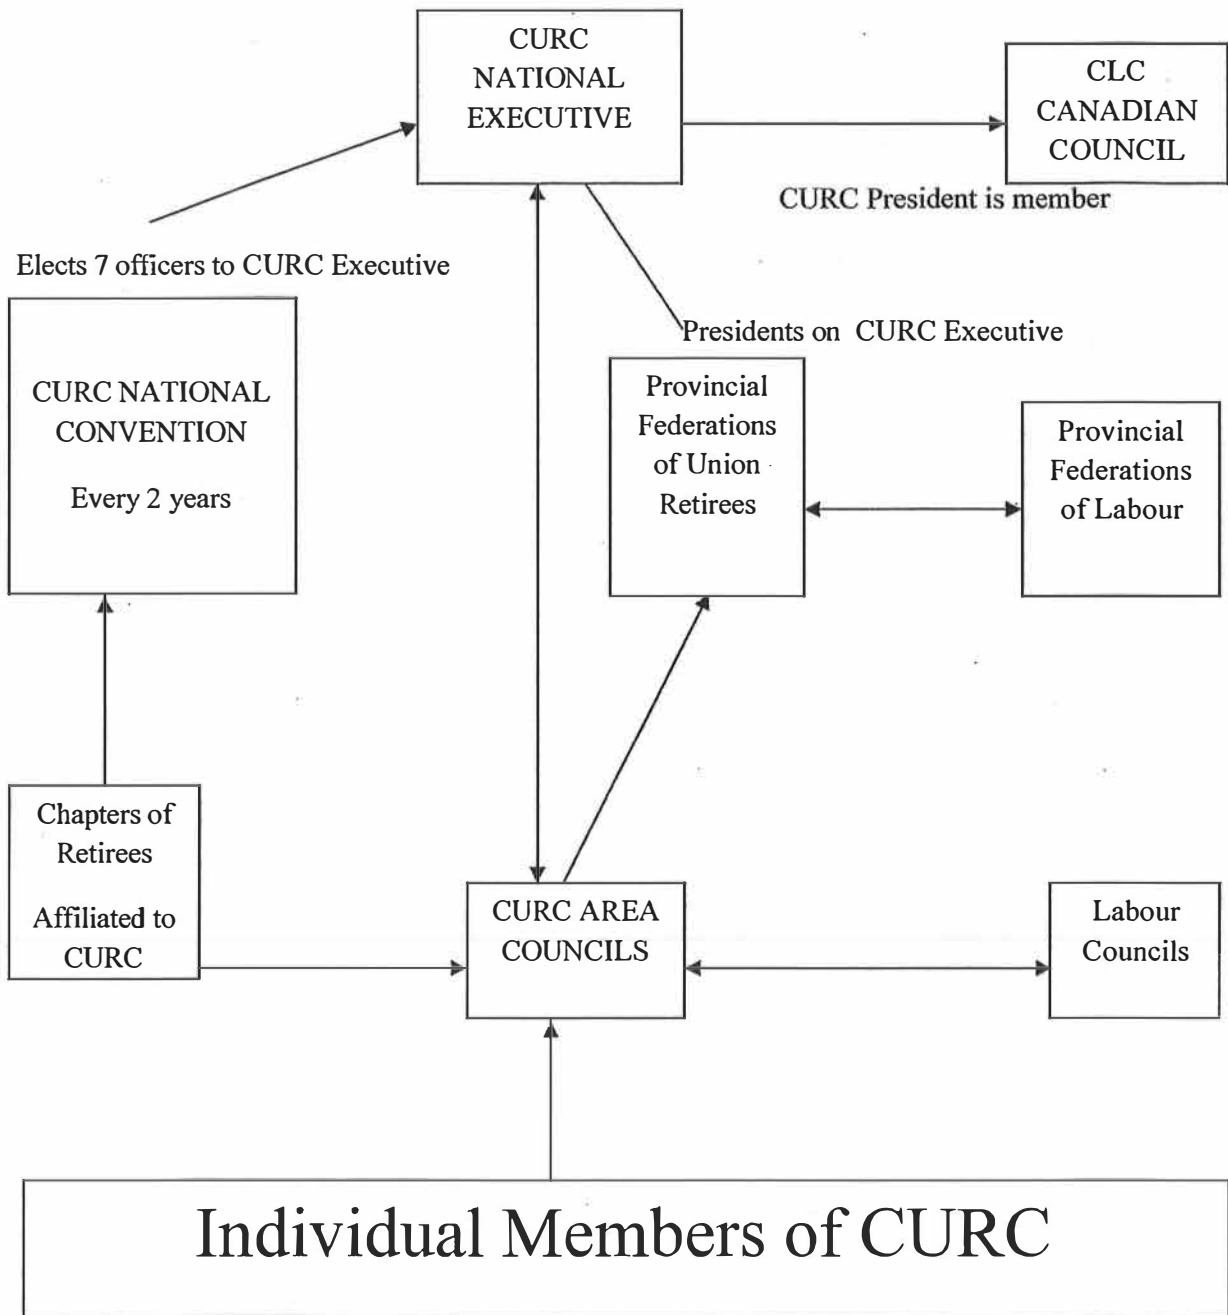 CURC
NATIONAL
EXECUTIVE
CLC
CANADIAN
COUNCIL
CURC President is member
Elects 7 officers to CURC Executive
Presidents on CURC Executive
CURC NATIONAL
CONVENTION
Every 2 years
Provincial
Federations
of Union
Retirees
Provincial
Federations
of Labour
Chapters of
Retirees
Affiliated to
CURC
CURC AREA
COUNCILS
Labour
Councils
Individual Members of CURC